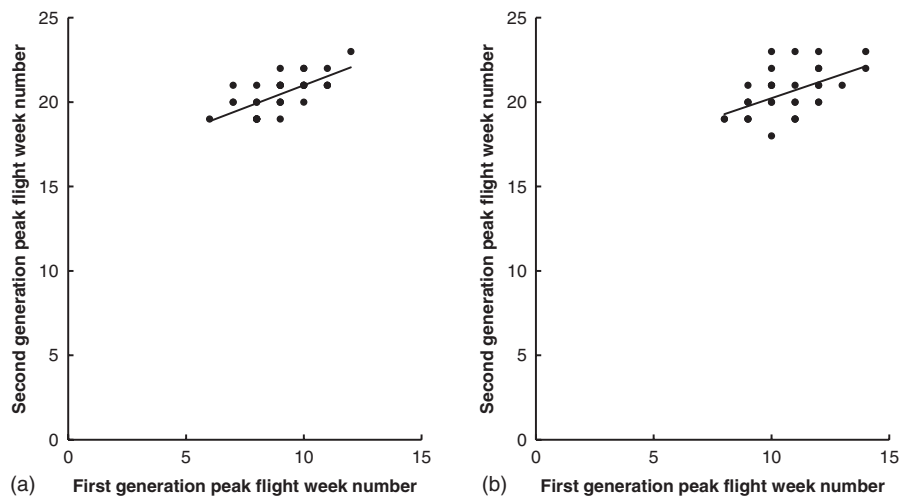 Second generation peak flight week number
25
20
15
10
5
0
0 5 10 15
(a) First generation peak flight week number
Second generation peak flight week number
25
20
15
10
5
0
0 5 10 15
(b) First generation peak flight week number